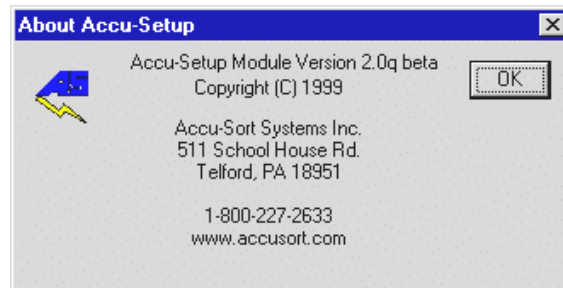 About Accu-Setup
Accu-Setup Module Version 2.0q beta
Copyright (C) 1999
OK
AS
Accu-Sort Systems Inc.
511 School House Rd.
Telford, PA 18951
1-800-227-2633
www.accusort.com